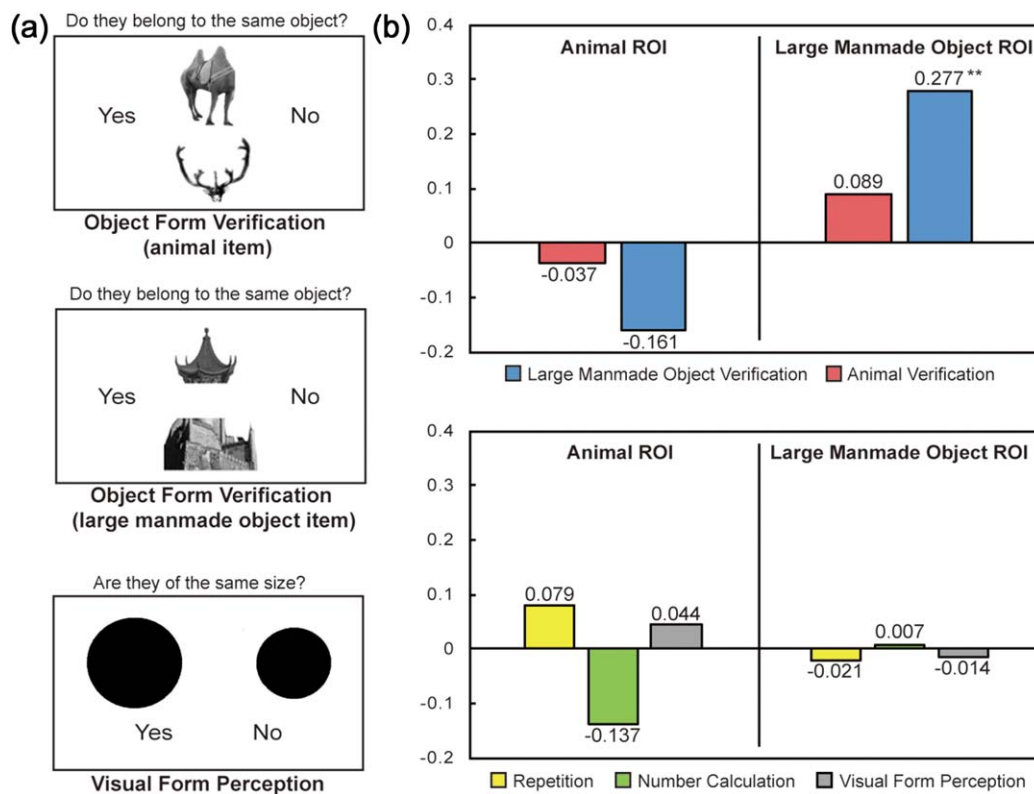 (a)
Do they belong to the same object?
Yes
No
Object Form Verification
(animal item)
Do they belong to the same object?
Yes
No
Object Form Verification
(large manmade object item)
Are they of the same size?
Yes
No
Visual Form Perception
(b)
0.4
0.3
0.2
0.1
0
-0.1
-0.2
Animal ROI
Large Manmade Object ROI
-0.037
-0.161
0.089
0.277**
Large Manmade Object Verification
Animal Verification
0.4
0.3
0.2
0.1
0
-0.1
-0.2
Animal ROI
Large Manmade Object ROI
0.079
-0.137
0.044
-0.021
0.007
-0.014
Repetition
Number Calculation
Visual Form Perception